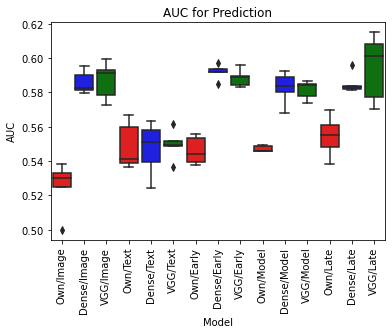 AUC for Prediction
AUC
0.62
0.60
0.58
0.56
0.54
0.52
0.50
Own/Image
Dense/Image
VGG/Image
Own/Text
Dense/Text
VGG/Text
Own/Early
Dense/Early
VGG/Early
Own/Model
Dense/Model
VGG/Model
Own/Late
Dense/Late
VGG/Late
Model